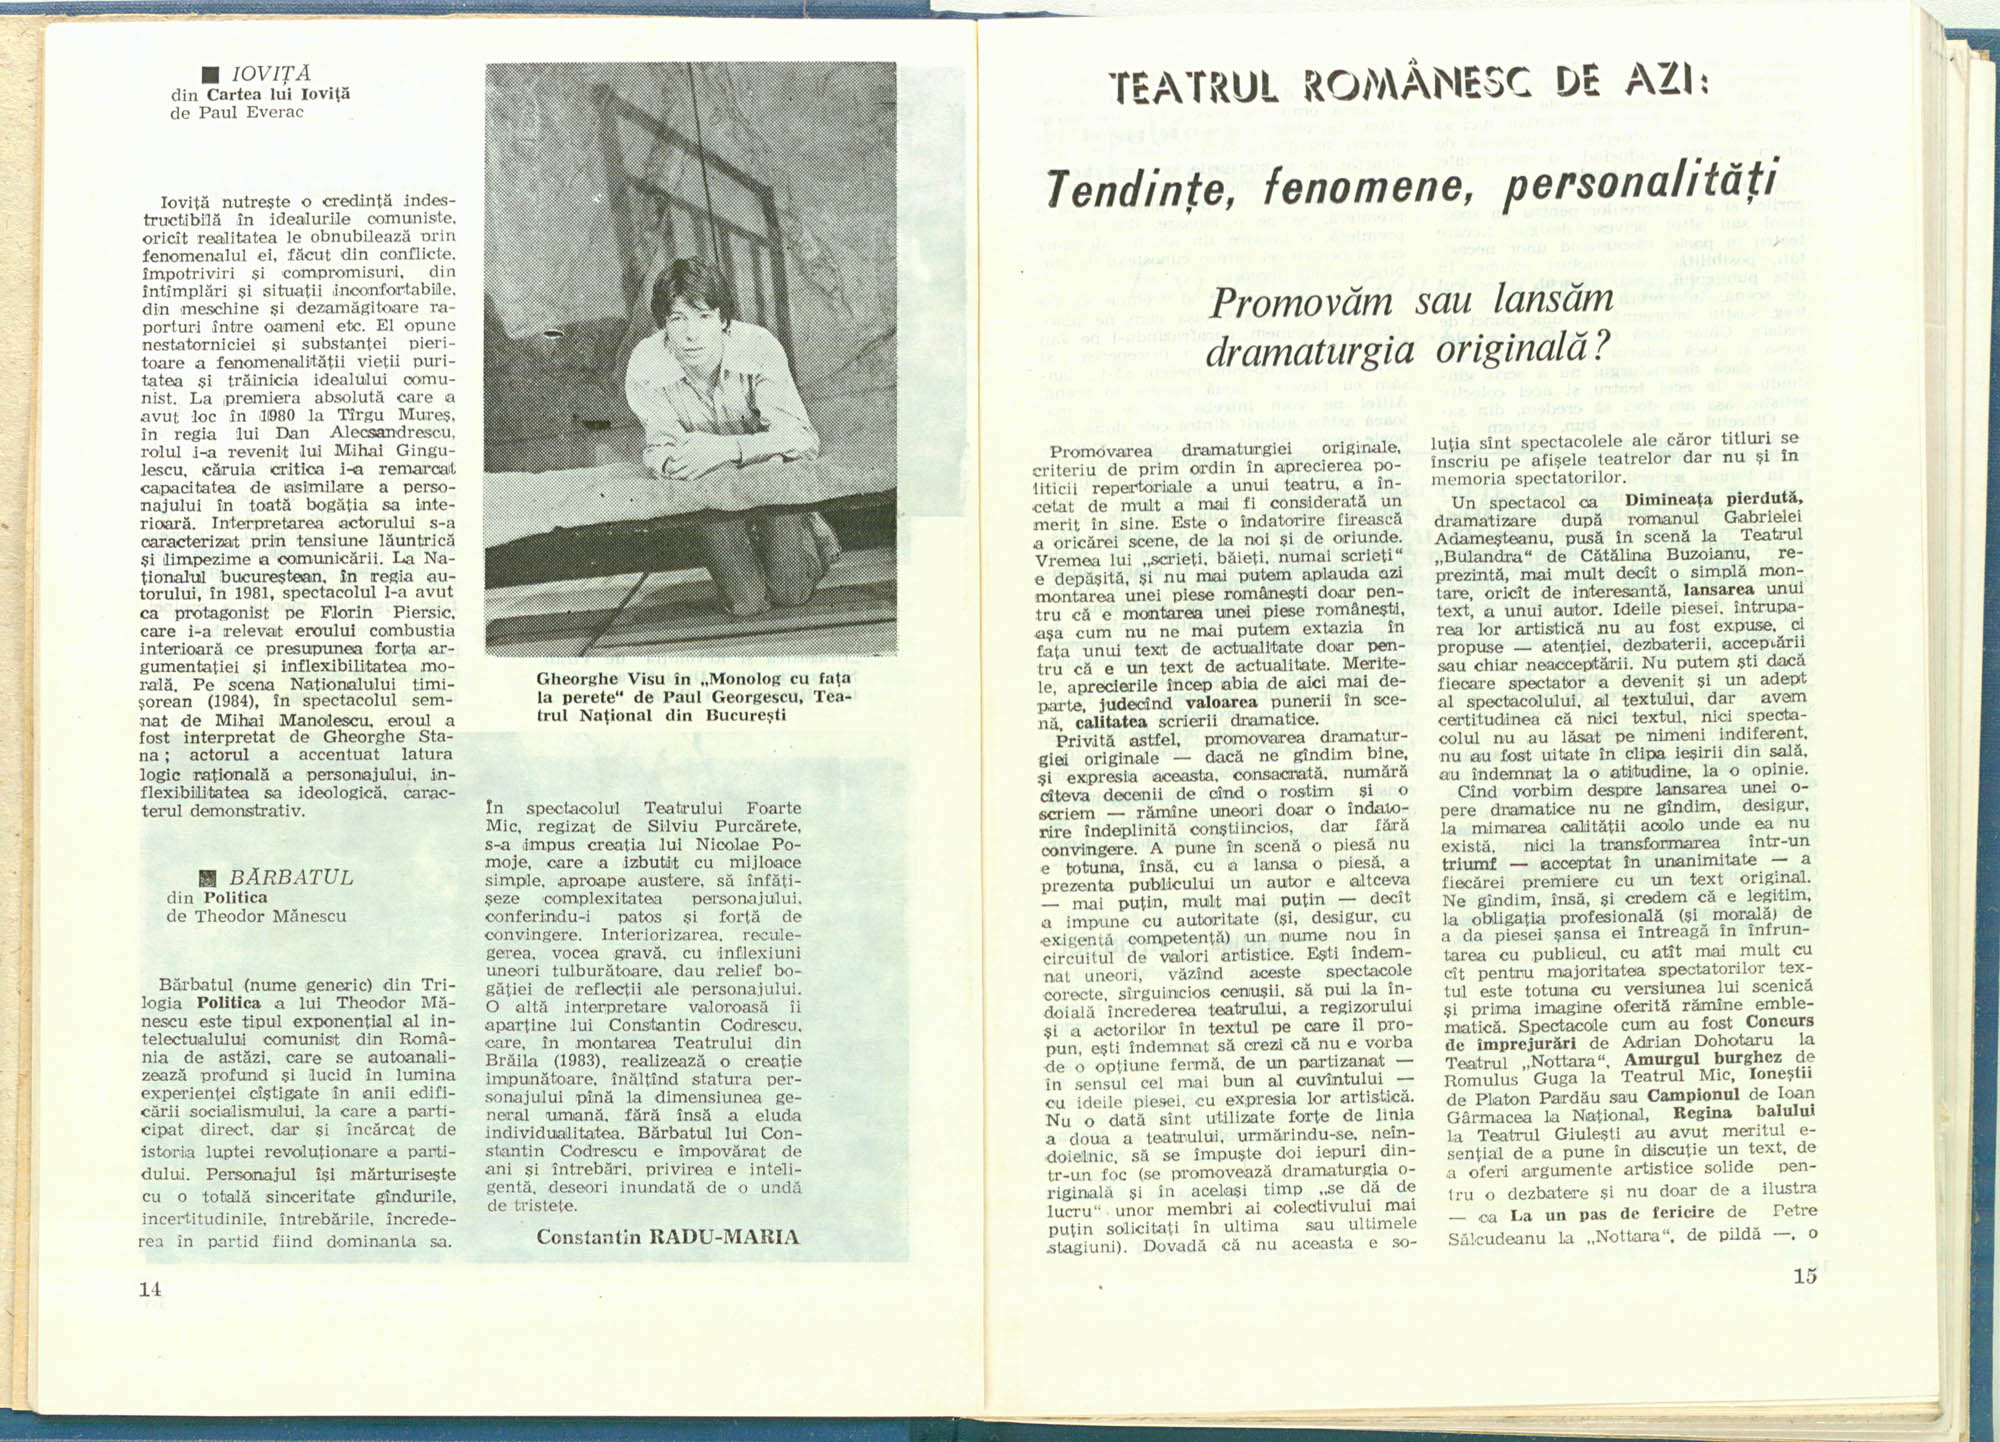 ■ IOVIȚĂ
din Cartea lui Ioviță
de Paul Everac
Ioviță nutrește o credință indes-
tructibilă în idealurile comuniste,
oricît realitatea le obnubilează prin
fenomenalul ei, făcut din conflicte,
împotriviri și compromisuri, din
întîmplări și situații inconfortabile,
din meschine și dezamăgitoare ra-
porturi între oameni etc. El opune
nestatorniciei și substanței pieri-
toare a fenomenalității vieții puri-
tatea și trăinicia idealului comu-
nist. La premiera absolută care a
avut loc în 1980 la Tîrgu Mureș,
în regia lui Dan Alecsandrescu,
rolul i-a revenit lui Mihai Gingu-
lescu, căruia critica i-a remarcat
capacitatea de asimilare a perso-
najului în toată bogăția sa inte-
rioară. Interpretarea actorului s-a
caracterizat prin tensiune lăuntrică
și limpezime a comunicării. La Na-
ționalul bucureștean, în regia au-
torului, în 1981, spectacolul l-a avut
ca protagonist pe Florin Piersic,
care i-a relevat eroului combustia
interioară ce presupunea forța ar-
gumentației și inflexibilitatea mo-
rală. Pe scena Naționalului timi-
șorean (1984), în spectacolul sem-
nat de Mihai Manolescu, eroul a
fost interpretat de Gheorghe Sta-
na ; actorul a accentuat latura
logic rațională a personajului, in-
flexibilitatea sa ideologică, carac-
terul demonstrativ.
■ BĂRBATUL
din Politica
de Theodor Mănescu
Bărbatul (nume generic) din Tri-
logia Politica a lui Theodor Mă-
nescu este tipul exponențial al in-
telectualului comunist din Româ-
nia de astăzi, care se autoanali-
zează profund și lucid în lumina
experienței cîștigate în anii edifi-
cării socialismului, la care a parti-
cipat direct, dar și încărcat de
istoria luptei revoluționare a parti-
dului. Personajul își mărturisește
cu o totală sinceritate gîndurile,
incertitudinile, întrebările, încrede-
rea în partid fiind dominanta sa.
14
Gheorghe Visu în „Monolog cu fața
la perete“ de Paul Georgescu, Tea-
trul Național din București
În spectacolul Teatrului Foarte
Mic, regizat de Silviu Purcărete,
s-a impus creația lui Nicolae Po-
moje, care a izbutit cu mijloace
simple, aproape austere, să înfăți-
șeze complexitatea personajului,
conferindu-i patos și forță de
convingere. Interiorizarea, recule-
gerea, vocea gravă, cu inflexiuni
uneori tulburătoare, dau relief bo-
găției de reflecții ale personajului.
O altă interpretare valoroasă îi
aparține lui Constantin Codrescu,
care, în montarea Teatrului din
Brăila (1983), realizează o creație
impunătoare, înălțînd statura per-
sonajului pînă la dimensiunea ge-
neral umană, fără însă a eluda
individualitatea. Bărbatul lui Con-
stantin Codrescu e împovărat de
ani și întrebări, privirea e inteli-
gentă, deseori inundată de o undă
de tristețe.
Constantin RADU-MARIA
TEATRUL ROMÂNESC DE AZI:
Tendințe, fenomene, personalități
Promovăm sau lansăm
dramaturgia originală?
Promovarea dramaturgiei originale,
criteriu de prim ordin în aprecierea po-
liticii repertoriale a unui teatru, a în-
cetat de mult a mai fi considerată un
merit în sine. Este o îndatorire firească
a oricărei scene, de la noi și de oriunde.
Vremea lui „scrieți, băieți, numai scrieți“
e depășită, și nu mai putem aplauda azi
montarea unei piese românești doar pen-
tru că e montarea unei piese românești,
așa cum nu ne mai putem extazia în
fața unui text de actualitate doar pen-
tru că e un text de actualitate. Merite-
le, aprecierile încep abia de aici mai de-
parte, judecînd valoarea punerii în sce-
nă, calitatea scrierii dramatice.
Privită astfel, promovarea dramatur-
giei originale — dacă ne gîndim bine,
și expresia aceasta, consacrată, numără
cîteva decenii de cînd o rostim și o
scriem — rămîne uneori doar o îndato-
rire îndeplinită conștiincios, dar fără
convingere. A pune în scenă o piesă nu
e totuna, însă, cu a lansa o piesă, a
prezenta publicului un autor e altceva
— mai puțin, mult mai puțin — decît
a impune cu autoritate (și, desigur, cu
exigentă competență) un nume nou în
circuitul de valori artistice. Ești îndem-
nat uneori, văzînd aceste spectacole
corecte, sîrguincios cenușii, să pui la în-
doială încrederea teatrului, a regizorului
și a actorilor în textul pe care îl pro-
pun, ești îndemnat să crezi că nu e vorba
de o opțiune fermă, de un partizanat —
în sensul cel mai bun al cuvîntului —
cu ideile piesei, cu expresia lor artistică.
Nu o dată sînt utilizate forțe de linia
a doua a teatrului, urmărindu-se, neîn-
doielnic, să se împuște doi iepuri din-
tr-un foc (se promovează dramaturgia o-
riginală și în același timp „se dă de
lucru“ unor membri ai colectivului mai
puțin solicitați în ultima sau ultimele
stagiuni). Dovadă că nu aceasta e so-
luția sînt spectacolele ale căror titluri se
înscriu pe afișele teatrelor dar nu și în
memoria spectatorilor.
Un spectacol ca Dimineața pierdută,
dramatizare după romanul Gabrielei
Adameșteanu, pusă în scenă la Teatrul
„Bulandra“ de Cătălina Buzoianu, re-
prezintă, mai mult decît o simplă mon-
tare, oricît de interesantă, lansarea unui
text, a unui autor. Ideile piesei, întrupa-
rea lor artistică nu au fost expuse, ci
propuse — atenției, dezbaterii, acceptării
sau chiar neacceptării. Nu putem ști dacă
fiecare spectator a devenit și un adept
al spectacolului, al textului, dar avem
certitudinea că nici textul, nici specta-
colul nu au lăsat pe nimeni indiferent,
nu au fost uitate în clipa ieșirii din sală,
au îndemnat la o atitudine, la o opinie.
Cînd vorbim despre lansarea unei o-
pere dramatice nu ne gîndim, desigur,
la mimarea calității acolo unde ea nu
există, nici la transformarea într-un
triumf — acceptat în unanimitate — a
fiecărei premiere cu un text original.
Ne gîndim, însă, și credem că e legitim,
la obligația profesională (și morală) de
a da piesei șansa ei întreagă în înfrun-
tarea cu publicul, cu atît mai mult cu
cît pentru majoritatea spectatorilor tex-
tul este totuna cu versiunea lui scenică
și prima imagine oferită rămîne emble-
matică. Spectacole cum au fost Concurs
de împrejurări de Adrian Dohotaru la
Teatrul „Nottara“, Amurgul burghez de
Romulus Guga la Teatrul Mic, Ioneștii
de Platon Pardău sau Campionul de Ioan
Gârmacea la Național, Regina balului
la Teatrul Giulești au avut meritul e-
sențial de a pune în discuție un text, de
a oferi argumente artistice solide pen-
tru o dezbatere și nu doar de a ilustra
— ca La un pas de fericire de Petre
Sălcudeanu la „Nottara“, de pildă —, o
15